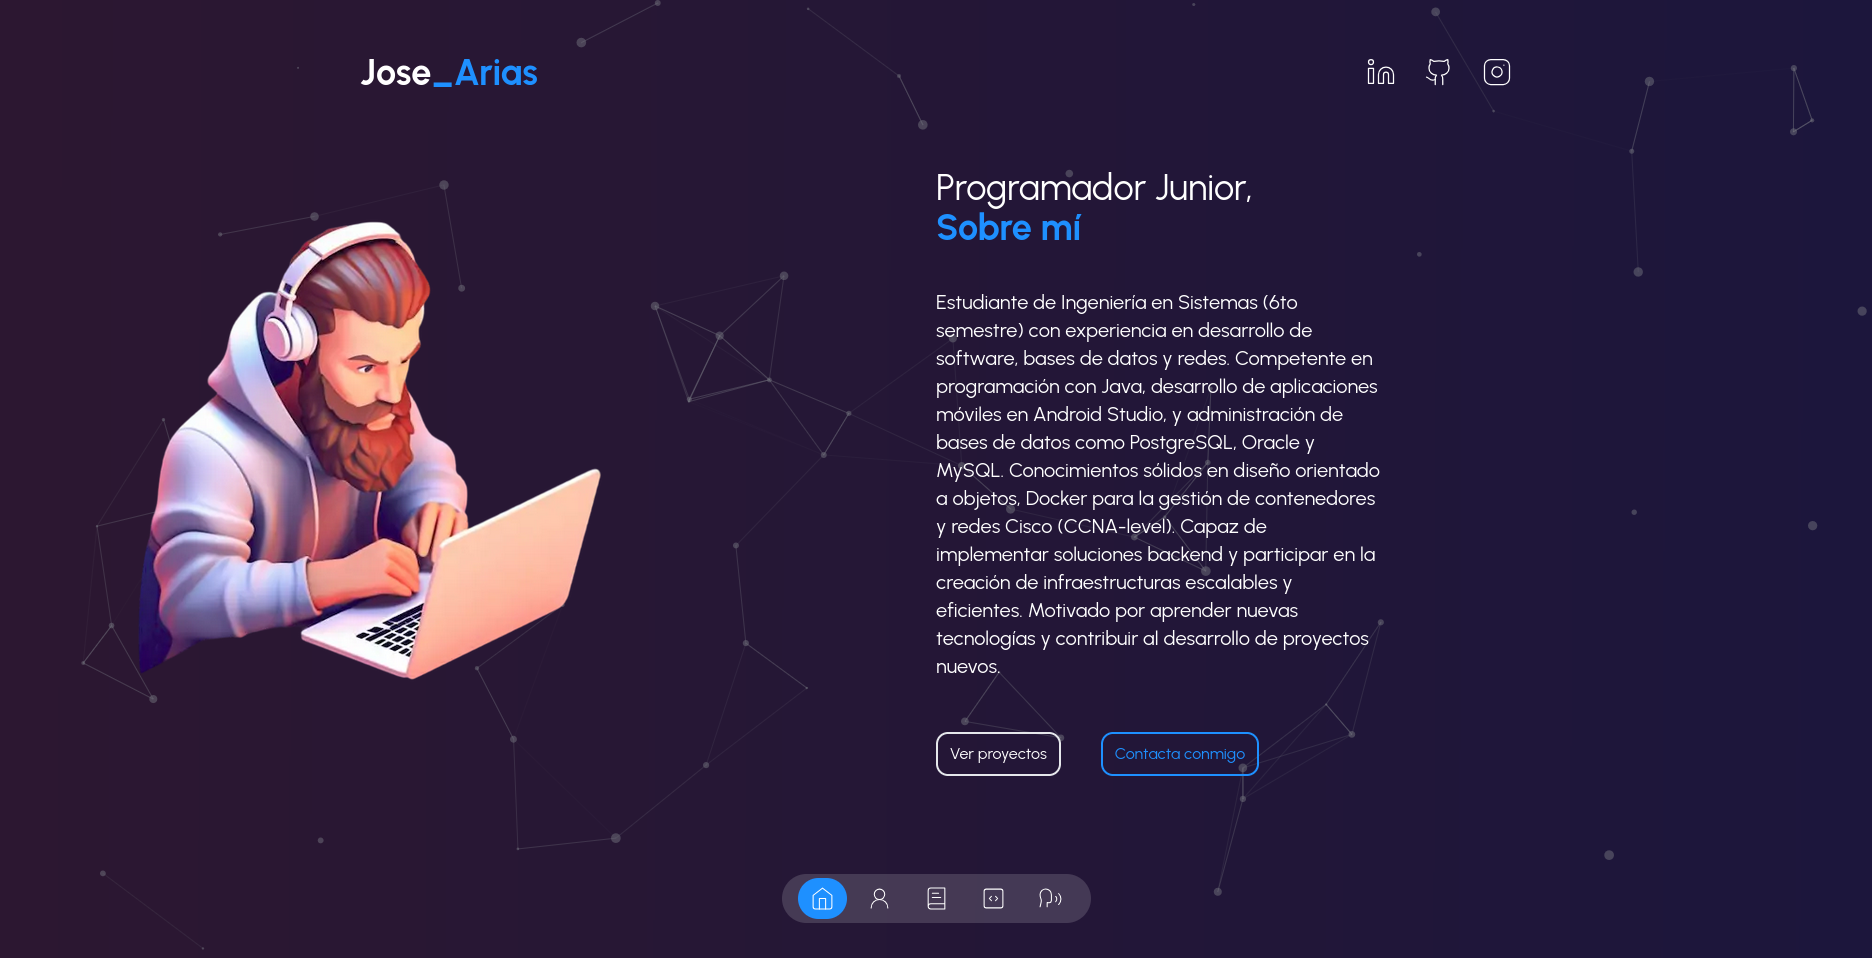 Jose_Arias
Programador Junior,
Sobre mí
Estudiante de Ingeniería en Sistemas (6to
semestre) con experiencia en desarrollo de
software, bases de datos y redes. Competente en
programación con Java, desarrollo de aplicaciones
móviles en Android Studio, y administración de
bases de datos como PostgreSQL, Oracle y
MySQL. Conocimientos sólidos en diseño orientado
a objetos, Docker para la gestión de contenedores
y redes Cisco (CCNA-level). Capaz de
implementar soluciones backend y participar en la
creación de infraestructuras escalables y
eficientes. Motivado por aprender nuevas
tecnologías y contribuir al desarrollo de proyectos
nuevos.
Ver proyectos
Contacta conmigo